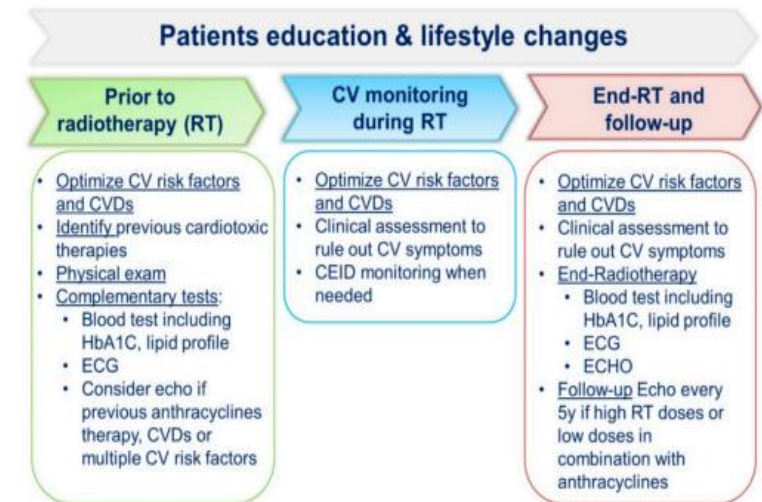 Patients education & lifestyle changes
Prior to
radiotherapy (RT)
• Optimize CV risk factors
and CVDs
• Identify previous cardiotoxic
therapies
• Physical exam
• Complementary tests:
• Blood test including
HbA1C, lipid profile
• ECG
• Consider echo if
previous anthracyclines
therapy, CVDs or
multiple CV risk factors
CV monitoring
during RT
• Optimize CV risk factors
and CVDs
• Clinical assessment to
rule out CV symptoms
• CEID monitoring when
needed
End-RT and
follow-up
• Optimize CV risk factors
and CVDs
• Clinical assessment to
rule out CV symptoms
• End-Radiotherapy
• Blood test including
HbA1C, lipid profile
• ECG
• ECHO
• Follow-up Echo every
5y if high RT doses or
low doses in
combination with
anthracyclines